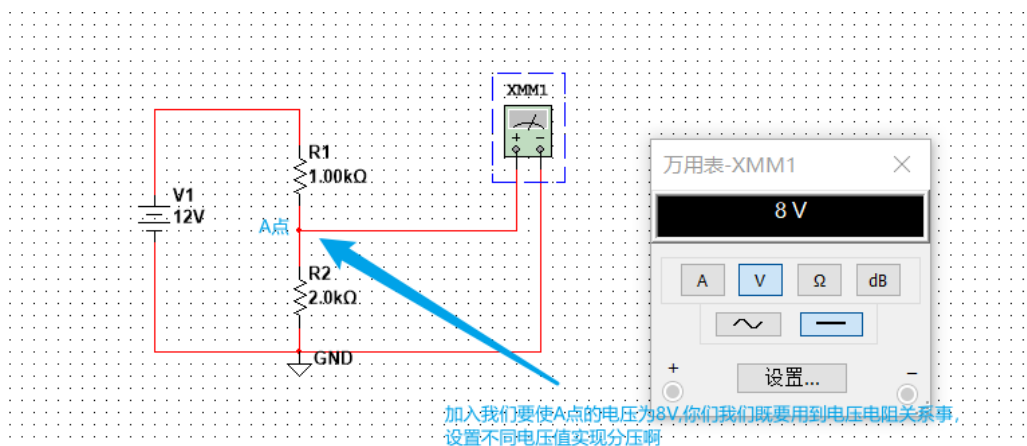 XMM1
+ −
R1
1.00kΩ
V1
12V
A点
R2
2.0kΩ
GND
万用表-XMM1
8 V
A V Ω dB
+ −
设置...
加入我们要使A点的电压为8V,你们我们既要用到电压电阻关系事,
设置不同电压值实现分压啊